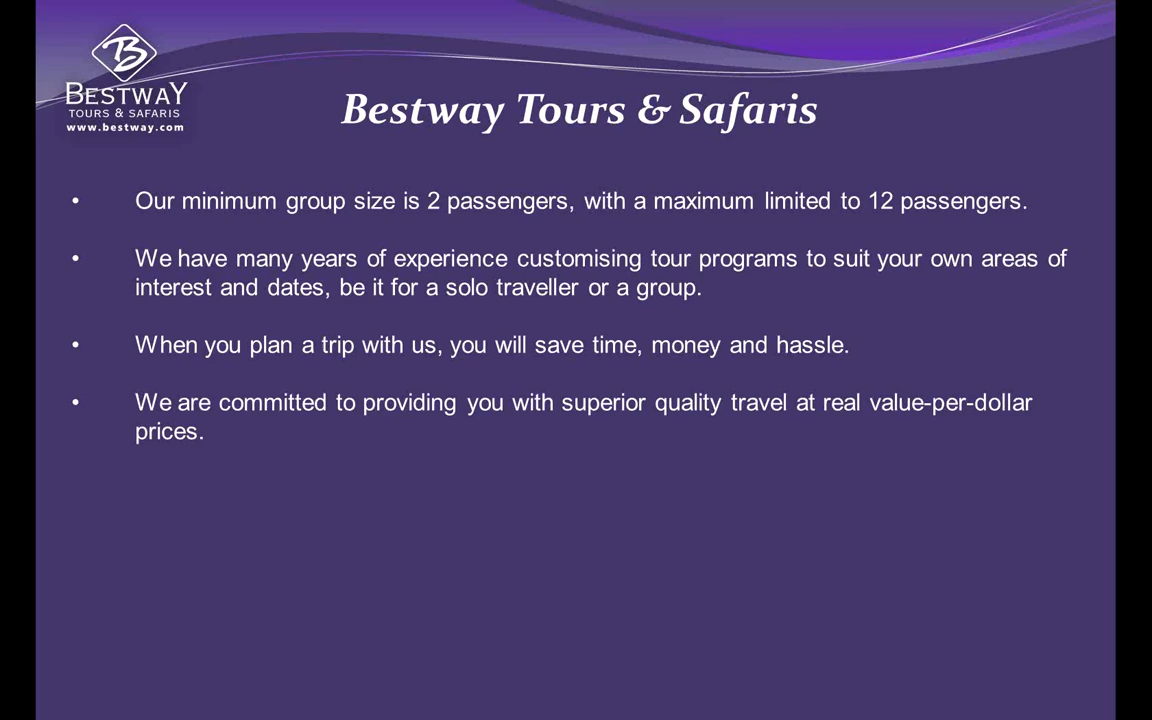 B
BESTWAY
TOURS & SAFARIS
www.bestway.com
Bestway Tours & Safaris
• Our minimum group size is 2 passengers, with a maximum limited to 12 passengers.
• We have many years of experience customising tour programs to suit your own areas of
interest and dates, be it for a solo traveller or a group.
• When you plan a trip with us, you will save time, money and hassle.
• We are committed to providing you with superior quality travel at real value-per-dollar
prices.